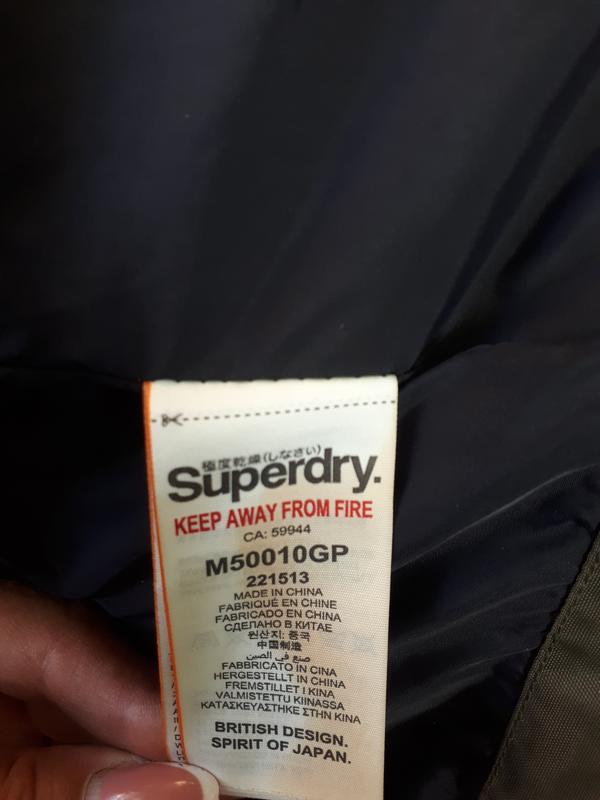 極度乾燥(しなさい)
Superdry.
KEEP AWAY FROM FIRE
CA: 59944
M50010GP
221513
MADE IN CHINA
FABRIQUÉ EN CHINE
FABRICADO EN CHINA
СДЕЛАНО В КИТАЕ
원산지: 중국
中国制造
صنع في الصين
FABBRICATO IN CINA
HERGESTELLT IN CHINA
FREMSTILLET I KINA
VALMISTETTU KIINASSA
ΚΑΤΑΣΚΕΥΑΣΤΗΚΕ ΣΤΗΝ ΚΙΝΑ
BRITISH DESIGN.
SPIRIT OF JAPAN.